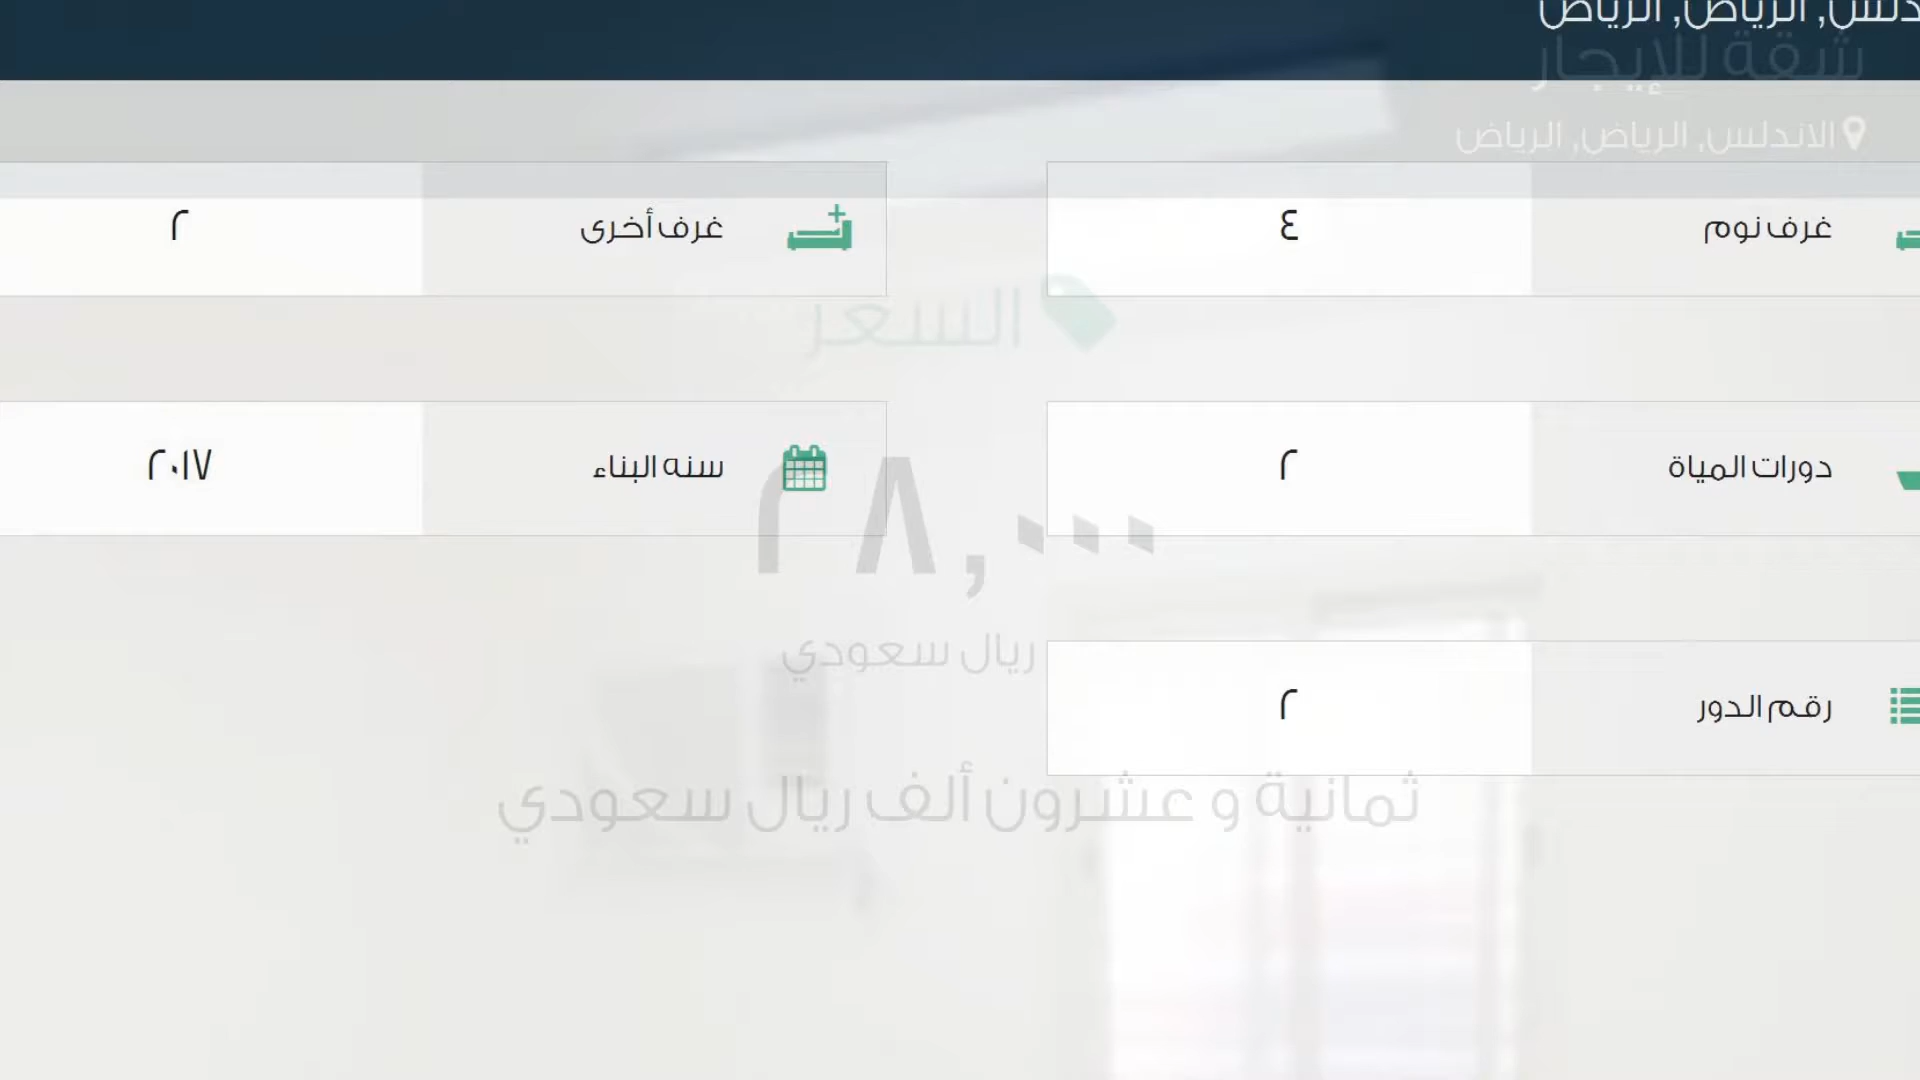 الرياض, الرياض
شقة للإيجار
الاندلس, الرياض, الرياض
غرف نوم ٤
غرف أخرى ٢
السعر
دورات المياة ٢
سنه البناء ٢٠١٧
٢٨,٠٠٠
ريال سعودي
رقم الدور ٢
ثمانية و عشرون ألف ريال سعودي